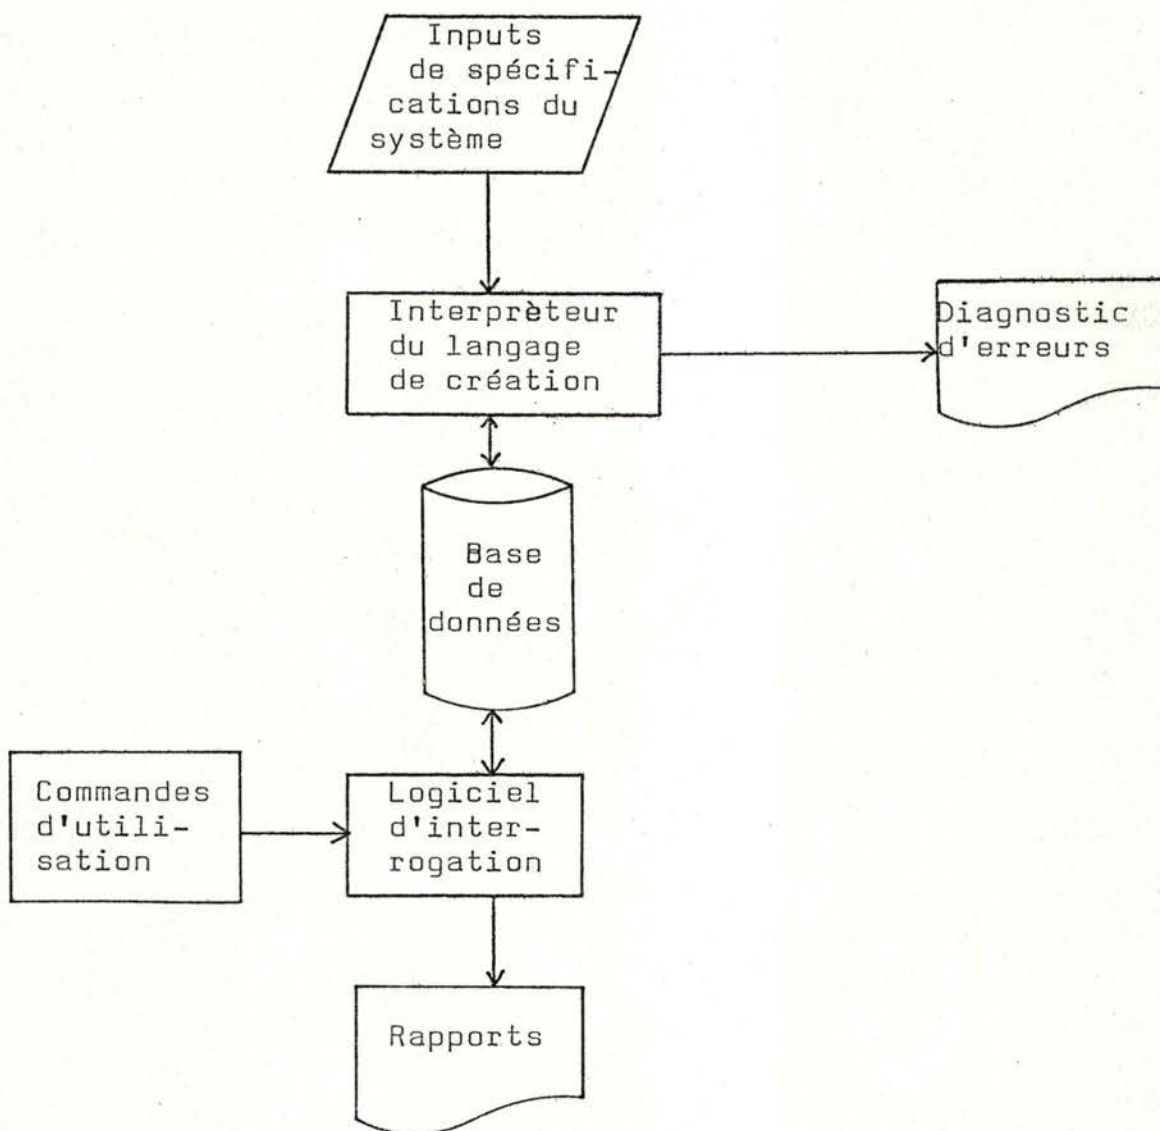 Inputs
de spécifi-
cations du
système
Interprèteur
du langage
de création
Diagnostic
d'erreurs
Base
de
données
Commandes
d'utili-
sation
Logiciel
d'inter-
rogation
Rapports